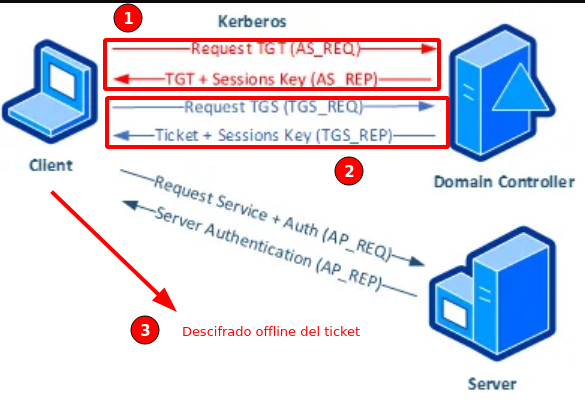 1
Kerberos
Request TGT (AS_REQ)
TGT + Sessions Key (AS_REP)
Request TGS (TGS_REQ)
Ticket + Sessions Key (TGS_REP)
2
Client
Domain Controller
Request Service + Auth (AP_REQ)
Server Authentication (AP_REP)
3
Descifrado offline del ticket
Server